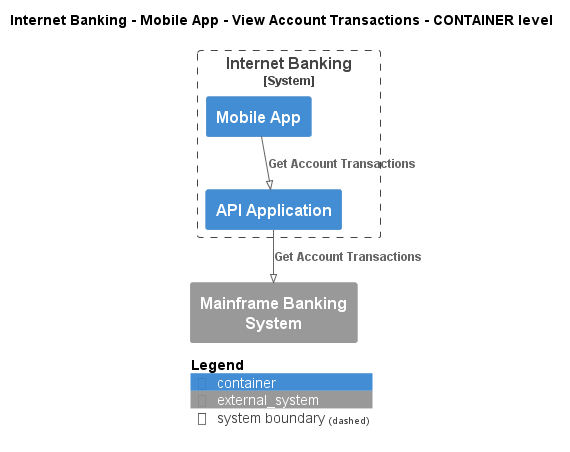 Internet Banking - Mobile App - View Account Transactions - CONTAINER level
Internet Banking
[System]
Mobile App
Get Account Transactions
API Application
Get Account Transactions
Mainframe Banking
System
Legend
container
external_system
system boundary (dashed)